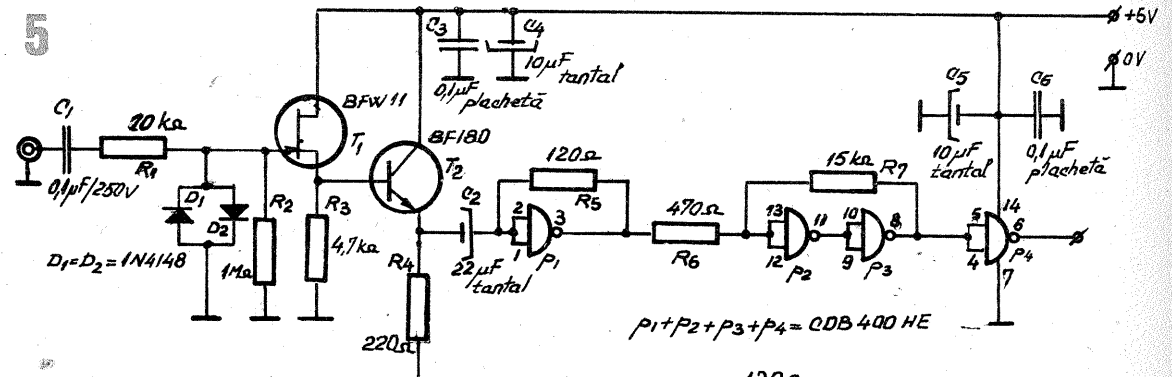 5
+5V
0V
C1
0,1μF/250V
10 kΩ
R1
D1
D2
D1=D2=1N4148
R2
1MΩ
BFW11
T1
R3
4,7kΩ
BF180
T2
C3
0,1μF
plachetă
C4
10μF
tantal
R4
220Ω
C2
22μF
tantal
120Ω
R5
2
1
3
P1
470Ω
R6
15kΩ
R7
13
12
11
P2
10
9
8
P3
5
4
14
6
7
P4
C5
10μF
tantal
C6
0,1μF
plachetă
P1+P2+P3+P4=CDB400HE